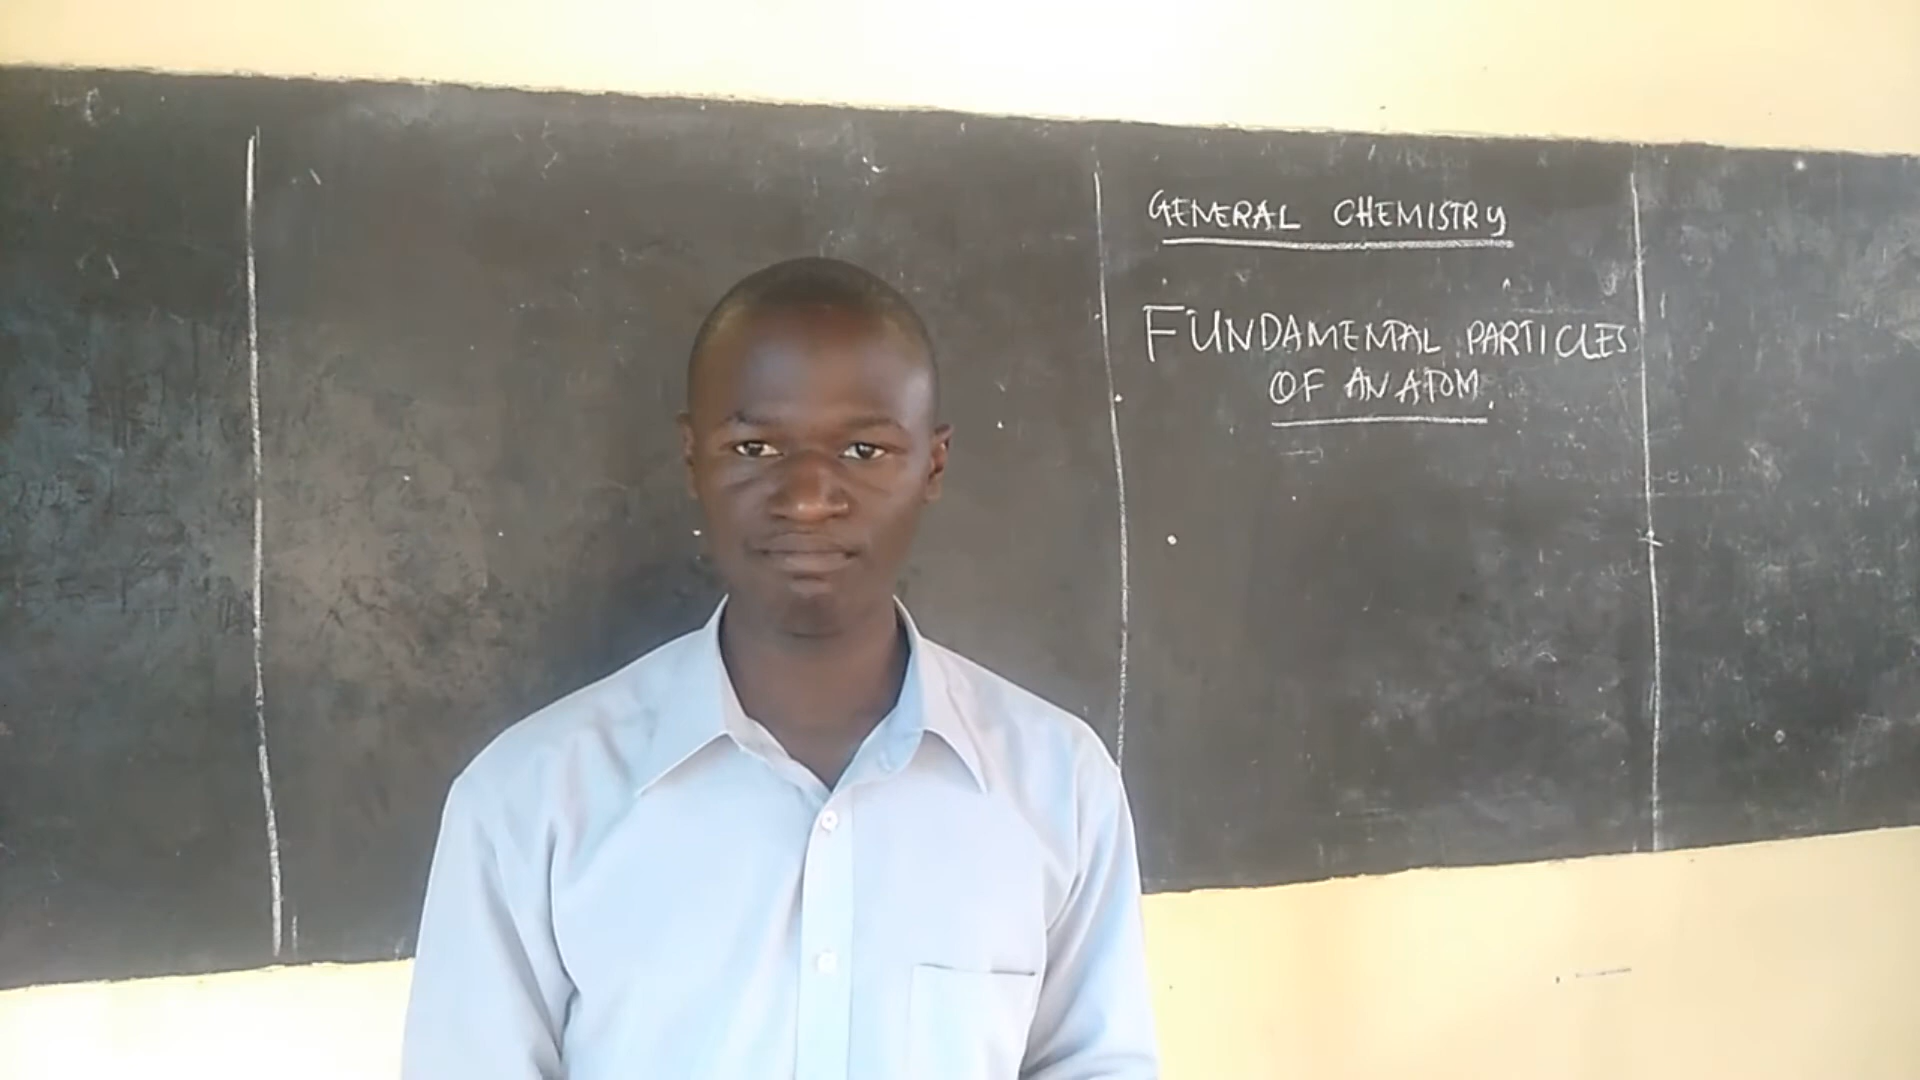 GENERAL CHEMISTRY
FUNDAMENTAL PARTICLES
OF AN ATOM.